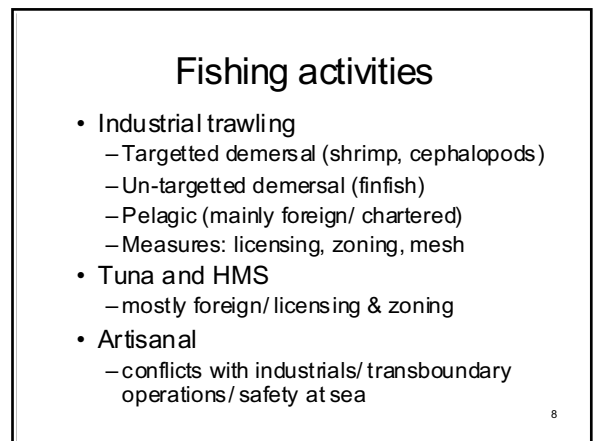 Fishing activities
• Industrial trawling
– Targetted demersal (shrimp, cephalopods)
– Un-targetted demersal (finfish)
– Pelagic (mainly foreign/ chartered)
– Measures: licensing, zoning, mesh
• Tuna and HMS
– mostly foreign/ licensing & zoning
• Artisanal
– conflicts with industrials/ transboundary
operations/ safety at sea
8